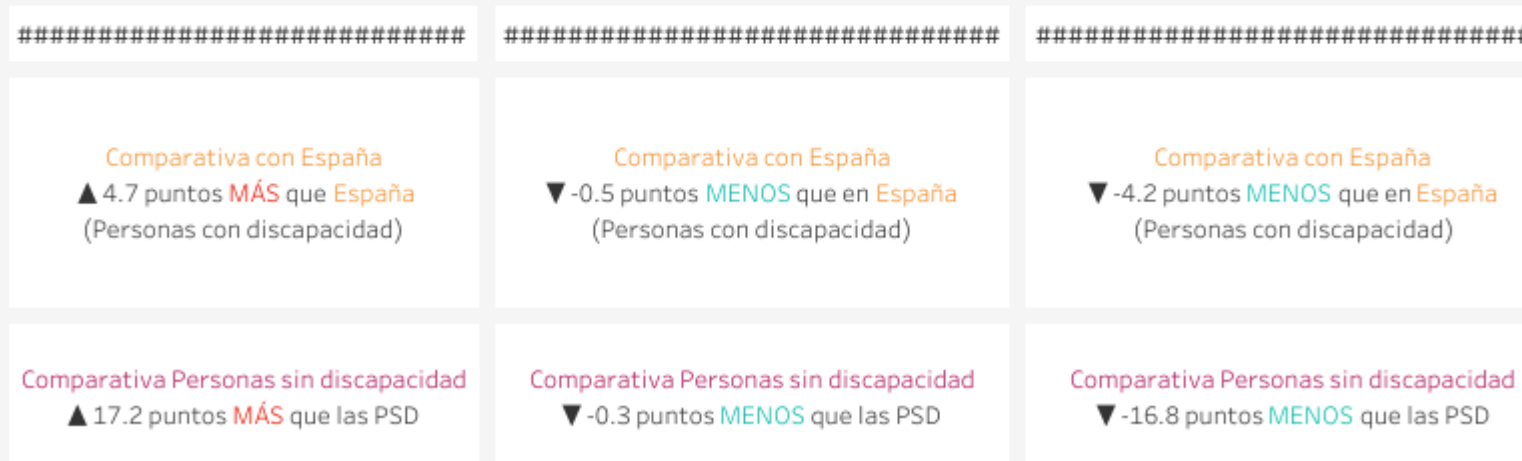 ############################
###############################
###############################
Comparativa con España
▲ 4.7 puntos MÁS que España
(Personas con discapacidad)
Comparativa con España
▼ -0.5 puntos MENOS que en España
(Personas con discapacidad)
Comparativa con España
▼ -4.2 puntos MENOS que en España
(Personas con discapacidad)
Comparativa Personas sin discapacidad
▲ 17.2 puntos MÁS que las PSD
Comparativa Personas sin discapacidad
▼ -0.3 puntos MENOS que las PSD
Comparativa Personas sin discapacidad
▼ -16.8 puntos MENOS que las PSD